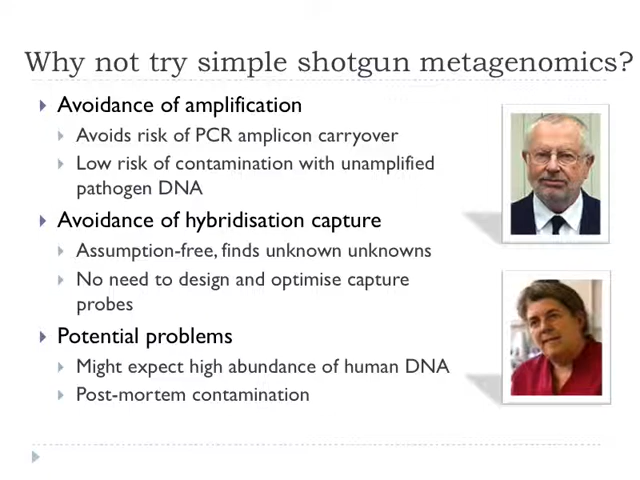 Why not try simple shotgun metagenomics?
Avoidance of amplification
Avoids risk of PCR amplicon carryover
Low risk of contamination with unamplified
pathogen DNA
Avoidance of hybridisation capture
Assumption-free, finds unknown unknowns
No need to design and optimise capture
probes
Potential problems
Might expect high abundance of human DNA
Post-mortem contamination